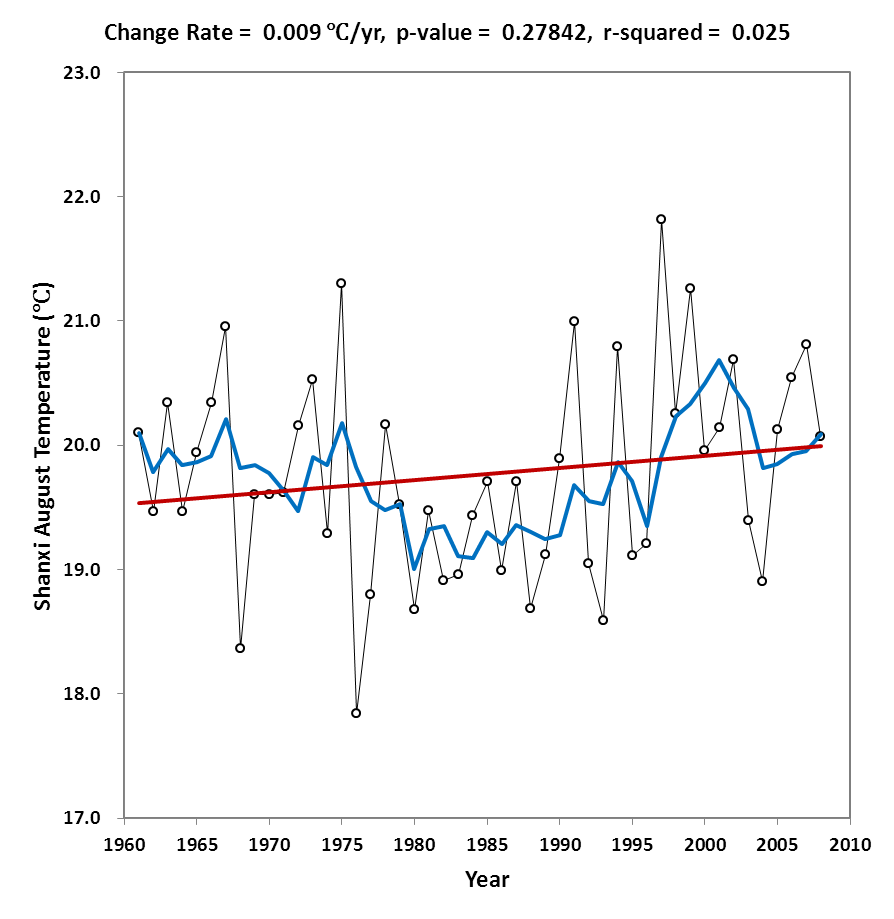 Change Rate = 0.009 ℃/yr, p-value = 0.27842, r-squared = 0.025
23.0
22.0
21.0
20.0
19.0
18.0
17.0
Shanxi August Temperature (℃)
1960 1965 1970 1975 1980 1985 1990 1995 2000 2005 2010
Year